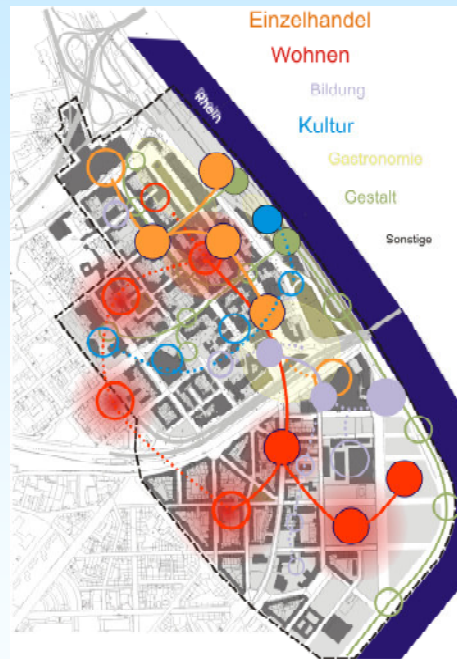 Einzelhandel
Wohnen
Bildung
Rhein
Kultur
Gastronomie
Gestalt
Sonstige